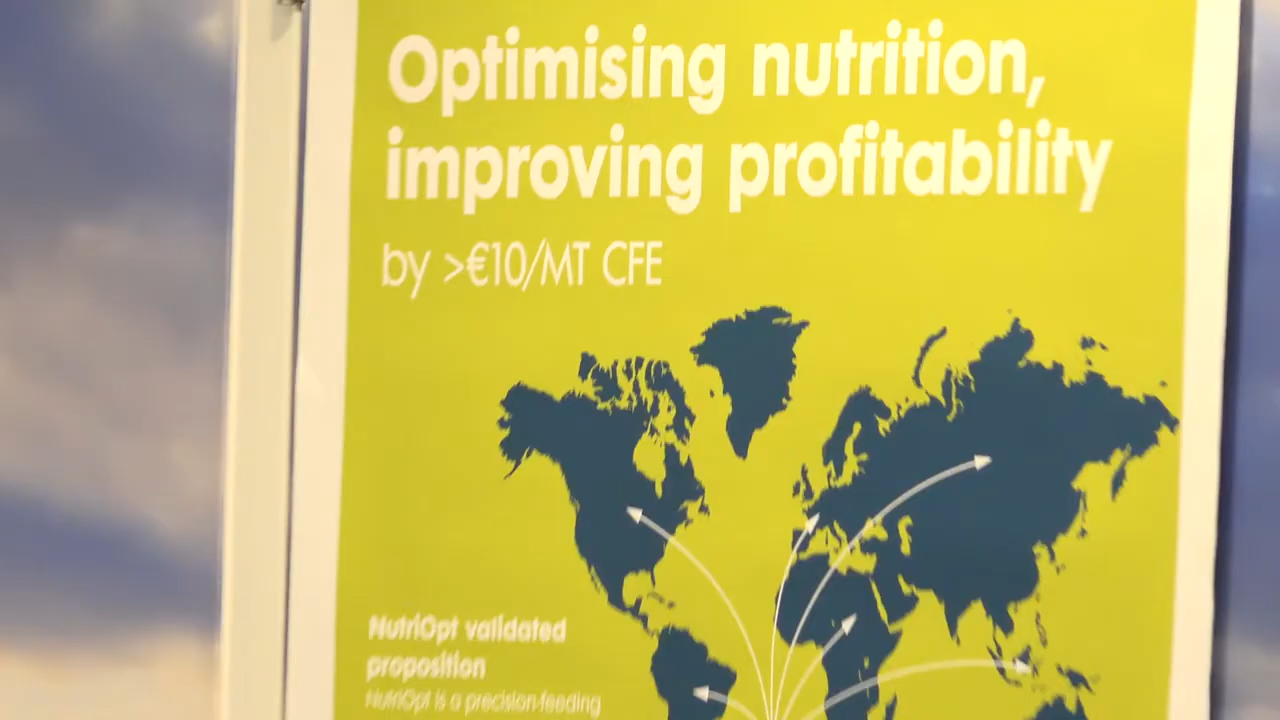 Optimising nutrition,
improving profitability
by >€10/MT CFE
NutriOpt validated
proposition
NutriOpt is a precision-feeding